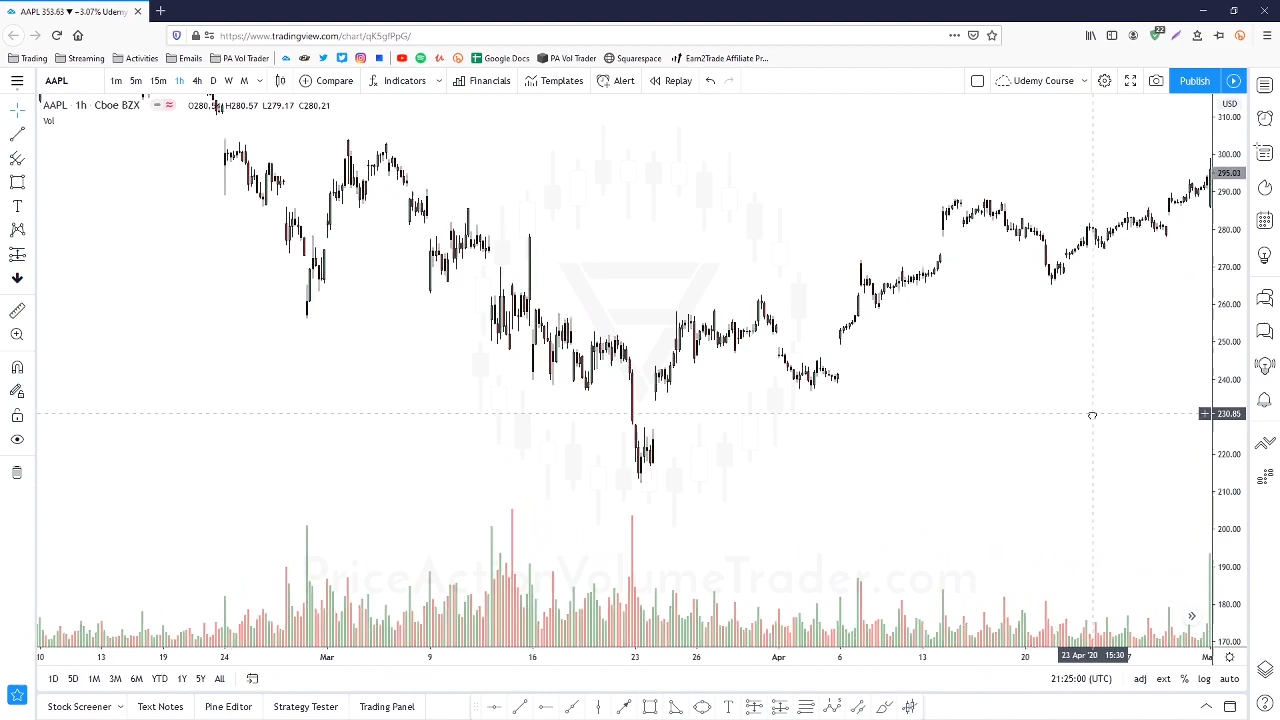 AAPL 353.63 ▼ −3.07% Udemy
https://www.tradingview.com/chart/qK5gfPpG/
22
Trading Streaming Activities Emails PA Vol Trader Google Docs PA Vol Trader Squarespace Earn2Trade Affiliate Pr...
AAPL 1m 5m 15m 1h 4h D W M Compare Indicators Financials Templates Alert Replay Udemy Course Publish
AAPL · 1h · Cboe BZX H280.57 L279.17 C280.21
Vol
USD
310.00
300.00
295.03
290.00
280.00
270.00
260.00
250.00
240.00
230.85
220.00
210.00
200.00
190.00
180.00
170.00
PriceActionVolumeTrader.com
10 13 19 24 Mar 9 16 23 26 Apr 6 13 20 23 Apr '20 15:30
1D 5D 1M 3M 6M YTD 1Y 5Y All 21:25:00 (UTC) adj ext % log auto
Stock Screener Text Notes Pine Editor Strategy Tester Trading Panel